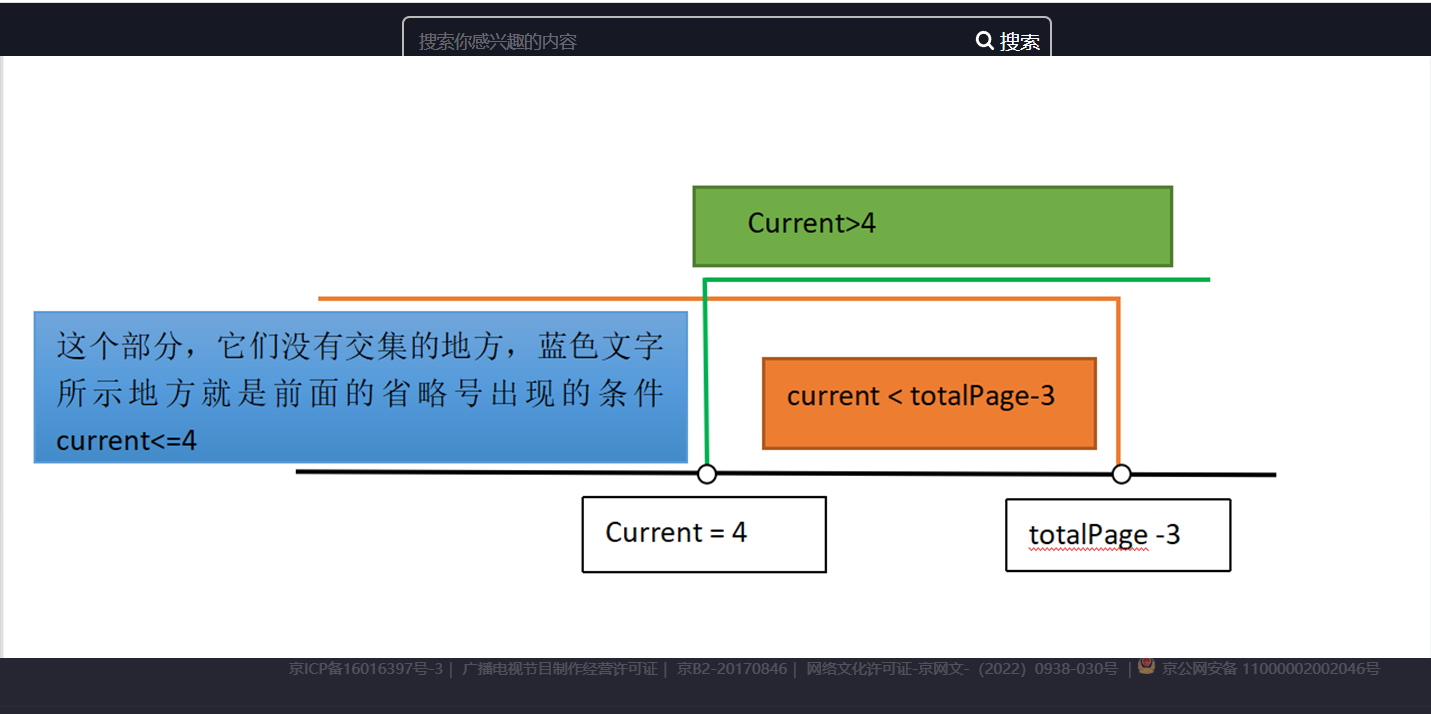 搜索你感兴趣的内容 搜索
Current>4
这个部分，它们没有交集的地方，蓝色文字
所示地方就是前面的省略号出现的条件
current<=4
current < totalPage-3
Current = 4
totalPage -3
京ICP备16016397号-3 | 广播电视节目制作经营许可证 | 京B2-20170846 | 网络文化许可证-京网文-（2022）0938-030号 | 京公网安备 11000002002046号